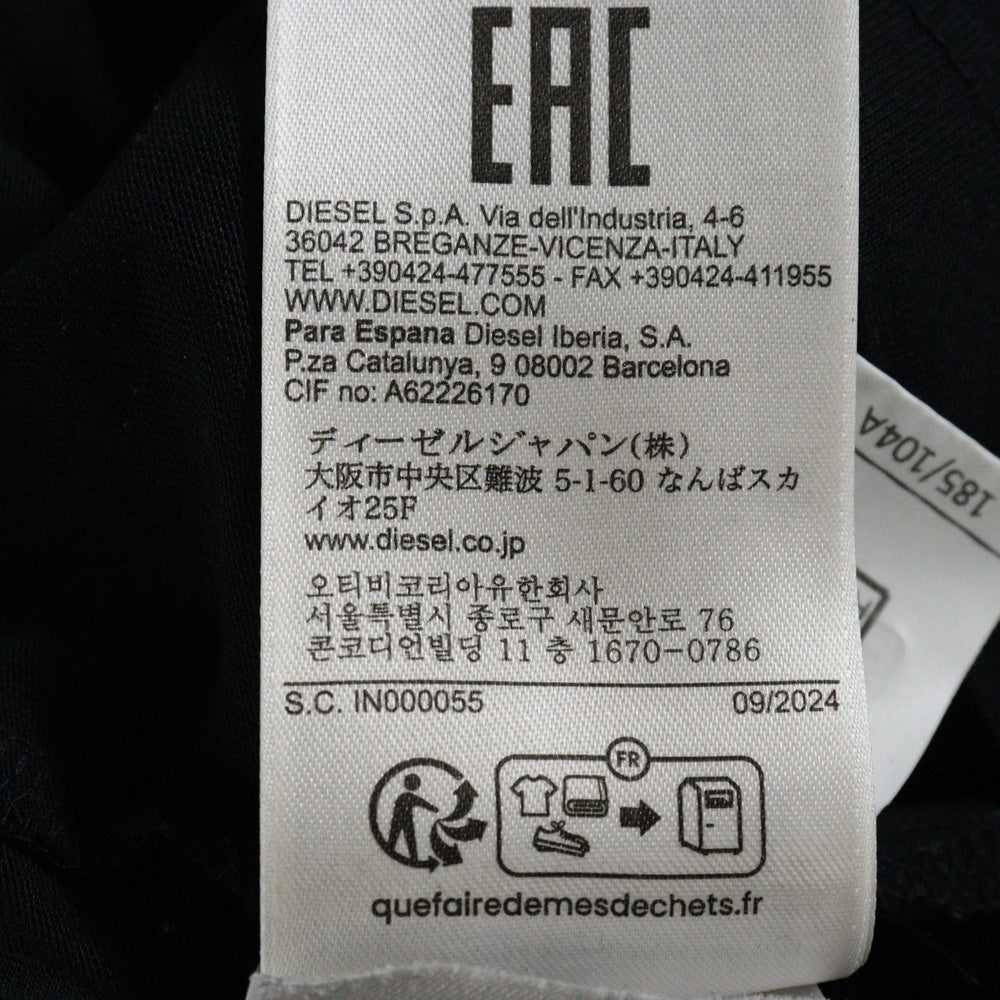 EAC
DIESEL S.p.A. Via dell'Industria, 4-6
36042 BREGANZE-VICENZA-ITALY
TEL +390424-477555 - FAX +390424-411955
WWW.DIESEL.COM
Para Espana Diesel Iberia, S.A.
P.za Catalunya, 9 08002 Barcelona
CIF no: A62226170
ディーゼルジャパン(株)
大阪市中央区難波 5-1-60 なんばスカ
イオ25F
www.diesel.co.jp
오티비코리아유한회사
서울특별시 종로구 새문안로 76
콘코디언빌딩 11 층 1670-0786
S.C. IN000055 09/2024
FR
quefairedemesdechets.fr
185/104A